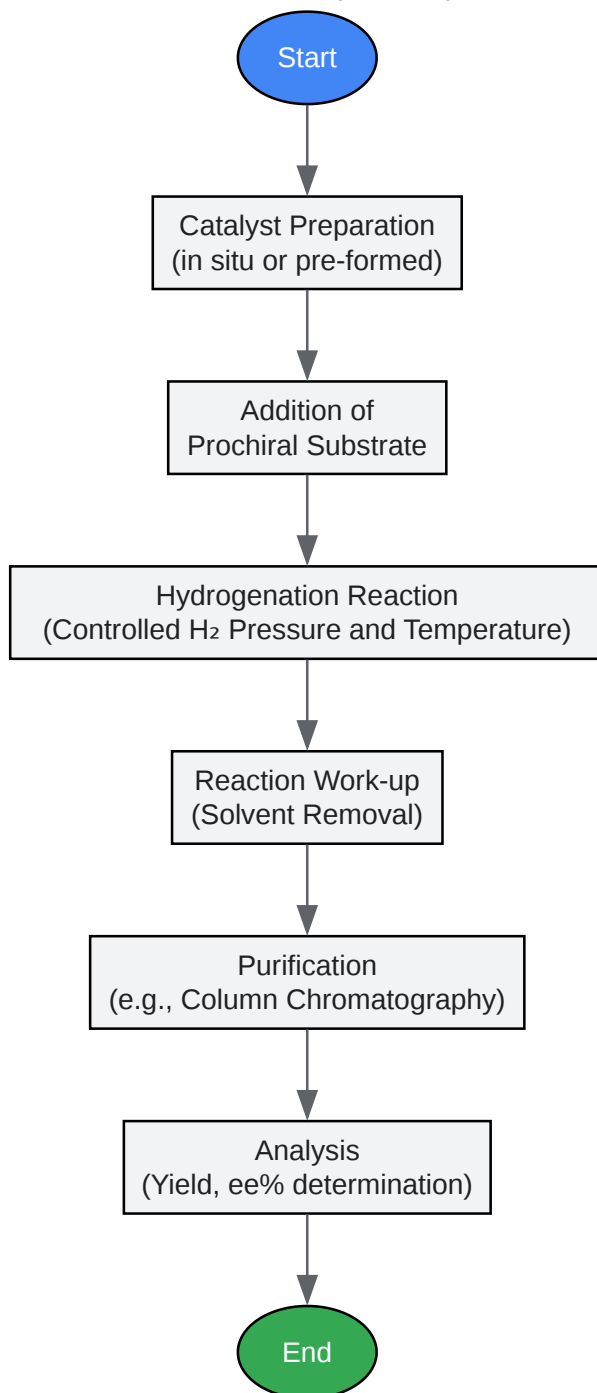 Start
Catalyst Preparation
(in situ or pre-formed)
Addition of
Prochiral Substrate
Hydrogenation Reaction
(Controlled H₂ Pressure and Temperature)
Reaction Work-up
(Solvent Removal)
Purification
(e.g., Column Chromatography)
Analysis
(Yield, ee% determination)
End